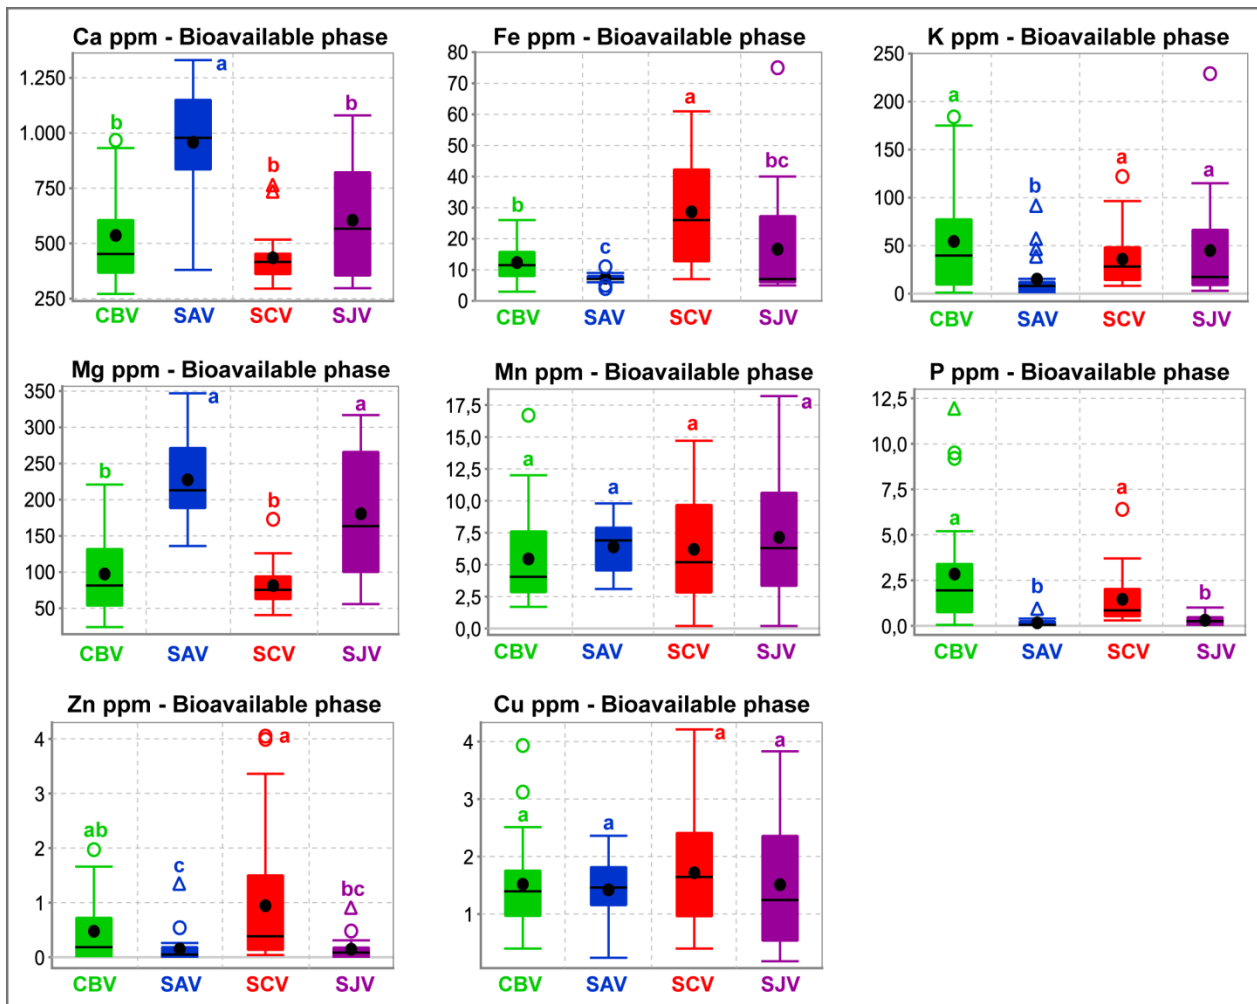 Ca ppm - Bioavailable phase
1.250
1.000
750
500
250
b
a
b
b
CBV SAV SCV SJV
Fe ppm - Bioavailable phase
80
70
60
50
40
30
20
10
0
b
c
a
bc
CBV SAV SCV SJV
K ppm - Bioavailable phase
250
200
150
100
50
0
a
b
a
a
CBV SAV SCV SJV
Mg ppm - Bioavailable phase
350
300
250
200
150
100
50
b
a
b
a
CBV SAV SCV SJV
Mn ppm - Bioavailable phase
17,5
15,0
12,5
10,0
7,5
5,0
2,5
0,0
a
a
a
a
CBV SAV SCV SJV
P ppm - Bioavailable phase
12,5
10,0
7,5
5,0
2,5
0,0
a
b
a
b
CBV SAV SCV SJV
Zn ppm - Bioavailable phase
4
3
2
1
0
ab
c
a
bc
CBV SAV SCV SJV
Cu ppm - Bioavailable phase
4
3
2
1
a
a
a
a
CBV SAV SCV SJV